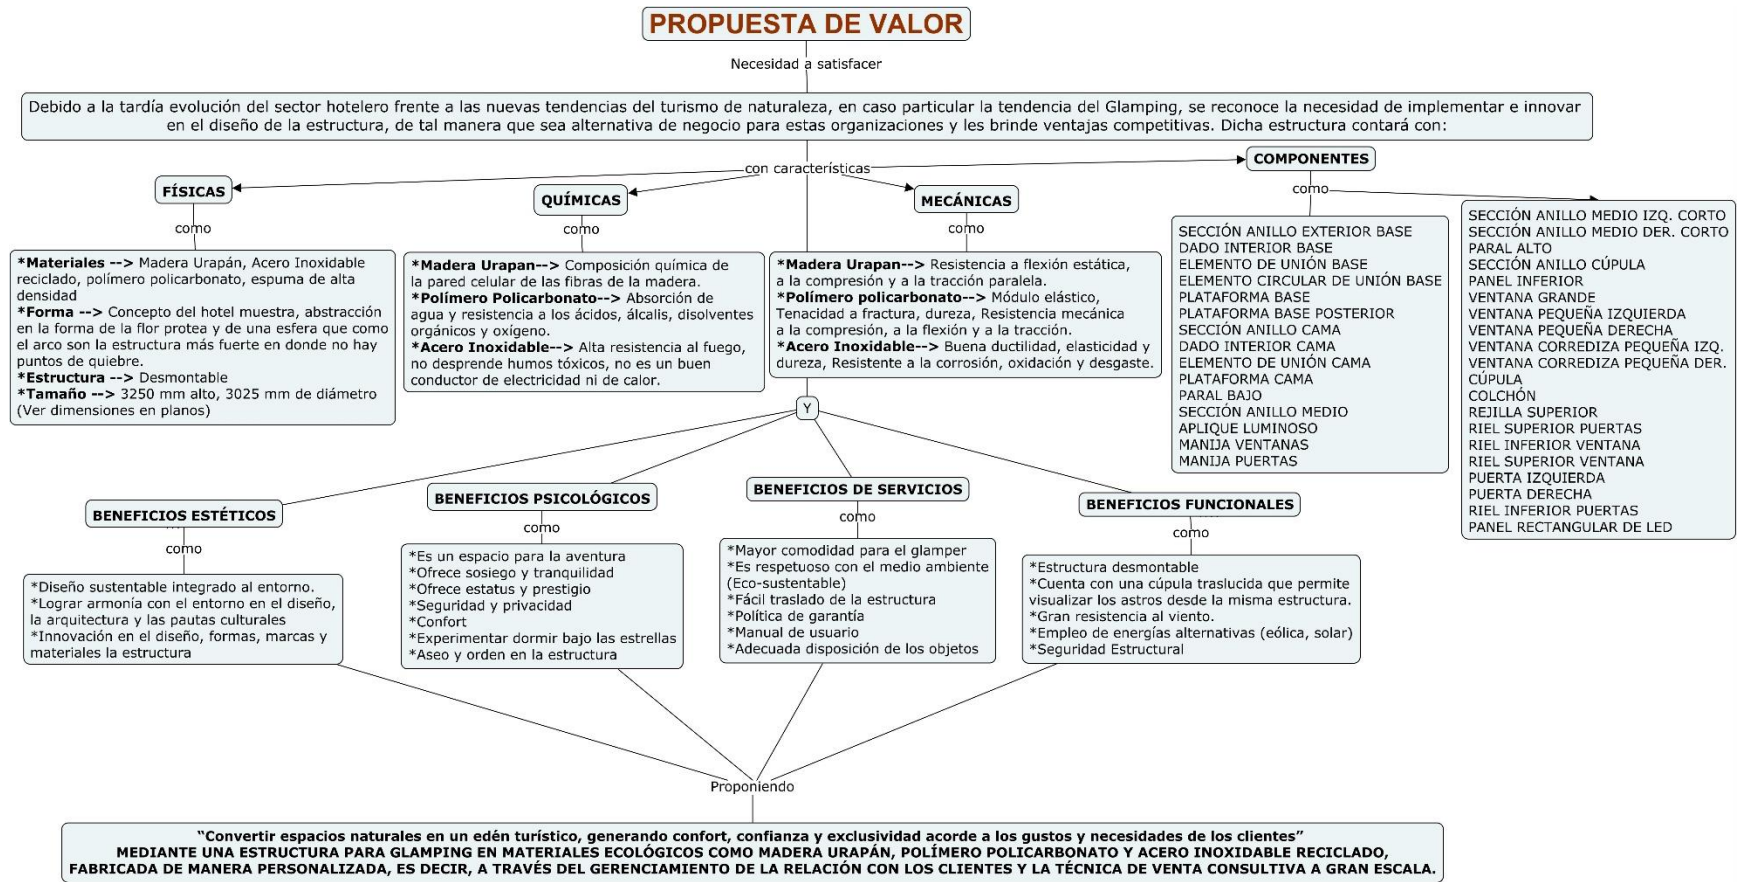 PROPUESTA DE VALOR
Necesidad a satisfacer
Debido a la tardía evolución del sector hotelero frente a las nuevas tendencias del turismo de naturaleza, en caso particular la tendencia del Glamping, se reconoce la necesidad de implementar e innovar
en el diseño de la estructura, de tal manera que sea alternativa de negocio para estas organizaciones y les brinde ventajas competitivas. Dicha estructura contará con:
con características
FÍSICAS
como
*Materiales --> Madera Urapán, Acero Inoxidable
reciclado, polímero policarbonato, espuma de alta
densidad
*Forma --> Concepto del hotel muestra, abstracción
en la forma de la flor protea y de una esfera que como
el arco son la estructura más fuerte en donde no hay
puntos de quiebre.
*Estructura --> Desmontable
*Tamaño --> 3250 mm alto, 3025 mm de diámetro
(Ver dimensiones en planos)
QUÍMICAS
como
*Madera Urapan--> Composición química de
la pared celular de las fibras de la madera.
*Polímero Policarbonato--> Absorción de
agua y resistencia a los ácidos, álcalis, disolventes
orgánicos y oxígeno.
*Acero Inoxidable--> Alta resistencia al fuego,
no desprende humos tóxicos, no es un buen
conductor de electricidad ni de calor.
MECÁNICAS
como
*Madera Urapan--> Resistencia a flexión estática,
a la compresión y a la tracción paralela.
*Polímero policarbonato--> Módulo elástico,
Tenacidad a fractura, dureza, Resistencia mecánica
a la compresión, a la flexión y a la tracción.
*Acero Inoxidable--> Buena ductilidad, elasticidad y
dureza, Resistente a la corrosión, oxidación y desgaste.
COMPONENTES
como
SECCIÓN ANILLO EXTERIOR BASE
DADO INTERIOR BASE
ELEMENTO DE UNIÓN BASE
ELEMENTO CIRCULAR DE UNIÓN BASE
PLATAFORMA BASE
PLATAFORMA BASE POSTERIOR
SECCIÓN ANILLO CAMA
DADO INTERIOR CAMA
ELEMENTO DE UNIÓN CAMA
PLATAFORMA CAMA
PARAL BAJO
SECCIÓN ANILLO MEDIO
APLIQUE LUMINOSO
MANIJA VENTANAS
MANIJA PUERTAS
SECCIÓN ANILLO MEDIO IZQ. CORTO
SECCIÓN ANILLO MEDIO DER. CORTO
PARAL ALTO
SECCIÓN ANILLO CÚPULA
PANEL INFERIOR
VENTANA GRANDE
VENTANA PEQUEÑA IZQUIERDA
VENTANA PEQUEÑA DERECHA
VENTANA CORREDIZA PEQUEÑA IZQ.
VENTANA CORREDIZA PEQUEÑA DER.
CÚPULA
COLCHÓN
REJILLA SUPERIOR
RIEL SUPERIOR PUERTAS
RIEL INFERIOR VENTANA
RIEL SUPERIOR VENTANA
PUERTA IZQUIERDA
PUERTA DERECHA
RIEL INFERIOR PUERTAS
PANEL RECTANGULAR DE LED
Y
BENEFICIOS ESTÉTICOS
como
*Diseño sustentable integrado al entorno.
*Lograr armonía con el entorno en el diseño,
la arquitectura y las pautas culturales
*Innovación en el diseño, formas, marcas y
materiales la estructura
BENEFICIOS PSICOLÓGICOS
como
*Es un espacio para la aventura
*Ofrece sosiego y tranquilidad
*Ofrece estatus y prestigio
*Seguridad y privacidad
*Confort
*Experimentar dormir bajo las estrellas
*Aseo y orden en la estructura
BENEFICIOS DE SERVICIOS
como
*Mayor comodidad para el glamper
*Es respetuoso con el medio ambiente
(Eco-sustentable)
*Fácil traslado de la estructura
*Política de garantía
*Manual de usuario
*Adecuada disposición de los objetos
BENEFICIOS FUNCIONALES
como
*Estructura desmontable
*Cuenta con una cúpula traslucida que permite
visualizar los astros desde la misma estructura.
*Gran resistencia al viento.
*Empleo de energías alternativas (eólica, solar)
*Seguridad Estructural
Proponiendo
"Convertir espacios naturales en un edén turístico, generando confort, confianza y exclusividad acorde a los gustos y necesidades de los clientes"
MEDIANTE UNA ESTRUCTURA PARA GLAMPING EN MATERIALES ECOLÓGICOS COMO MADERA URAPÁN, POLÍMERO POLICARBONATO Y ACERO INOXIDABLE RECICLADO,
FABRICADA DE MANERA PERSONALIZADA, ES DECIR, A TRAVÉS DEL GERENCIAMIENTO DE LA RELACIÓN CON LOS CLIENTES Y LA TÉCNICA DE VENTA CONSULTIVA A GRAN ESCALA.